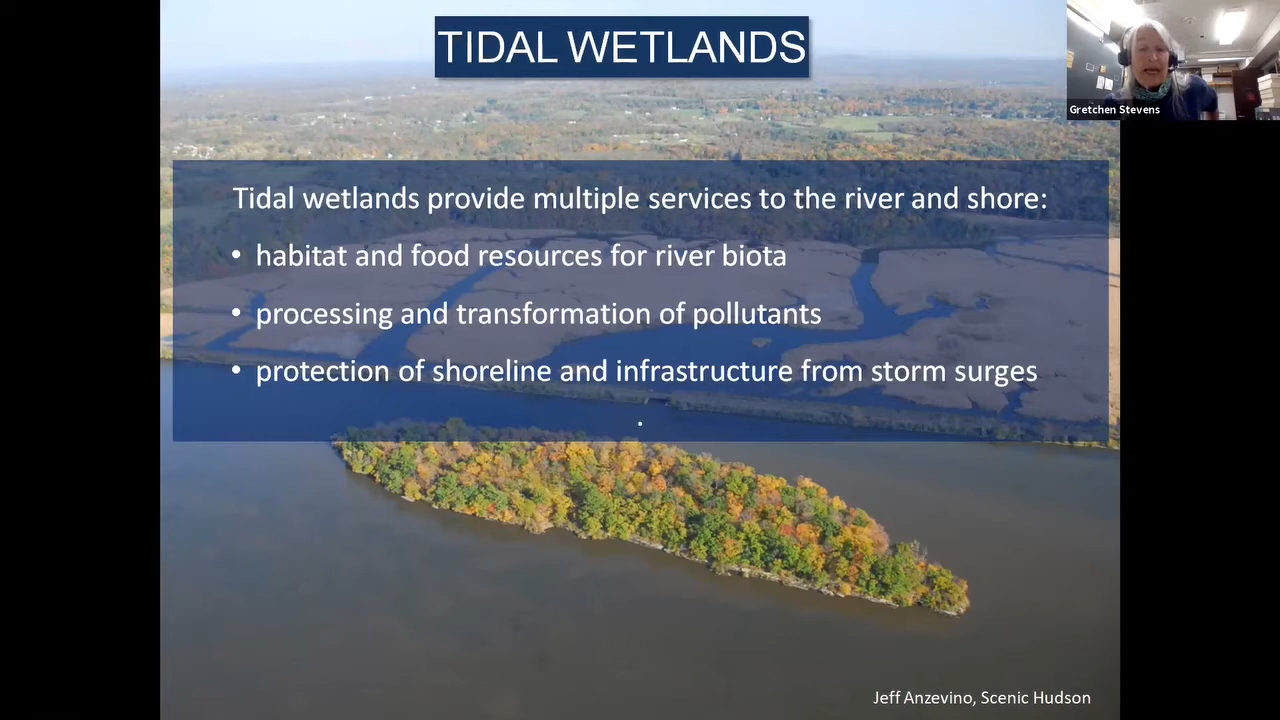 TIDAL WETLANDS
Gretchen Stevens
Tidal wetlands provide multiple services to the river and shore:
• habitat and food resources for river biota
• processing and transformation of pollutants
• protection of shoreline and infrastructure from storm surges
.
Jeff Anzevino, Scenic Hudson